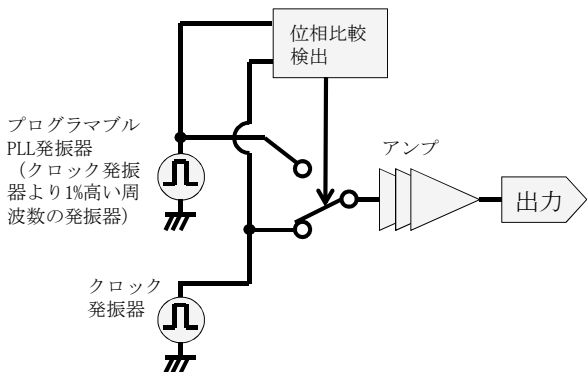 位相比較
検出
プログラマブル
PLL発振器
（クロック発振
器より1%高い周
波数の発振器）
アンプ
出力
クロック
発振器